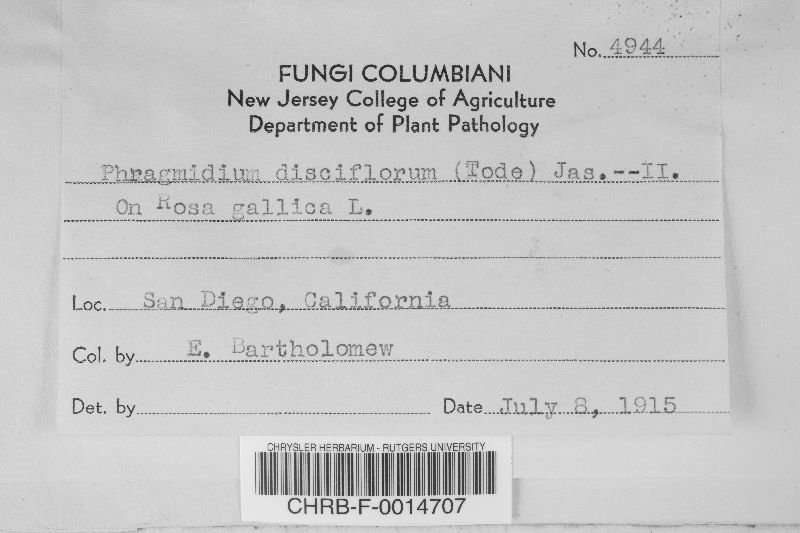 No. 4944
FUNGI COLUMBIANI
New Jersey College of Agriculture
Department of Plant Pathology
Phragmidium disciflorum (Tode) Jas.--II.
On Rosa gallica L.
Loc. San Diego, California
Col. by E. Bartholomew
Det. by
Date July 8, 1915
CHRYSLER HERBARIUM - RUTGERS UNIVERSITY
CHRB-F-0014707